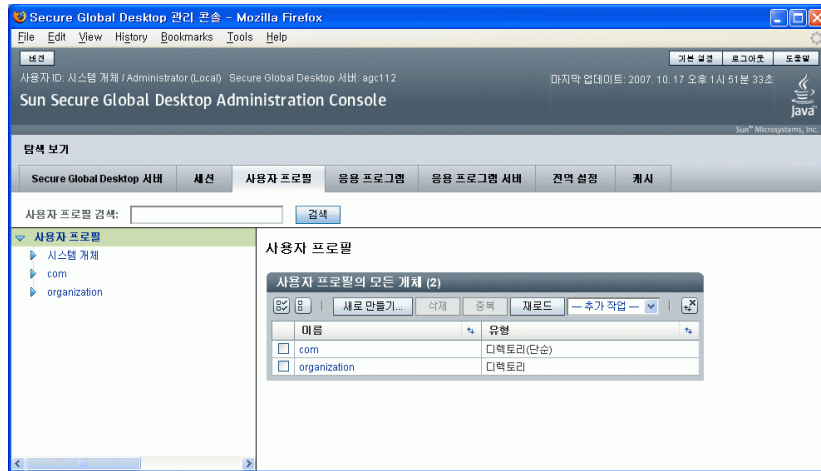 Secure Global Desktop 관리 콘솔 - Mozilla Firefox
File Edit View History Bookmarks Tools Help
버전 기본 설정 로그아웃 도움말
사용자 ID: 시스템 개체 / Administrator (Local) Secure Global Desktop 서버: agc112 마지막 업데이트: 2007. 10. 17 오후 1시 51분 33초
Sun Secure Global Desktop Administration Console
Java
Sun™ Microsystems, Inc.
탐색 보기
Secure Global Desktop 서버 세션 사용자 프로필 응용 프로그램 응용 프로그램 서버 전역 설정 캐시
사용자 프로필 검색: 검색
사용자 프로필
시스템 개체
com
organization
사용자 프로필
사용자 프로필의 모든 개체 (2)
새로 만들기... 삭제 중복 재로드 — 추가 작업 —
이름 유형
com 디렉토리(단순)
organization 디렉토리